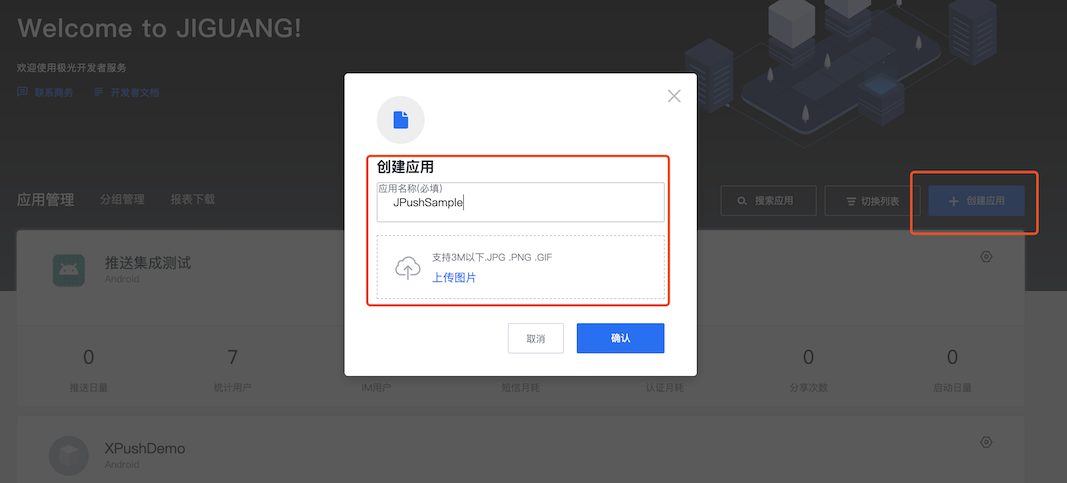 Welcome to JIGUANG!
欢迎使用极光开发者服务
联系商务 开发者文档
应用管理 分组管理 报表下载
搜索应用 切换列表 创建应用
创建应用
应用名称(必填)
JPushSample
支持3M以下.JPG .PNG .GIF
上传图片
取消 确认
推送集成测试
Android
0 7 0 0
推送日量 统计用户 IM用户 短信月耗 认证月耗 分享次数 启动日量
XPushDemo
Android